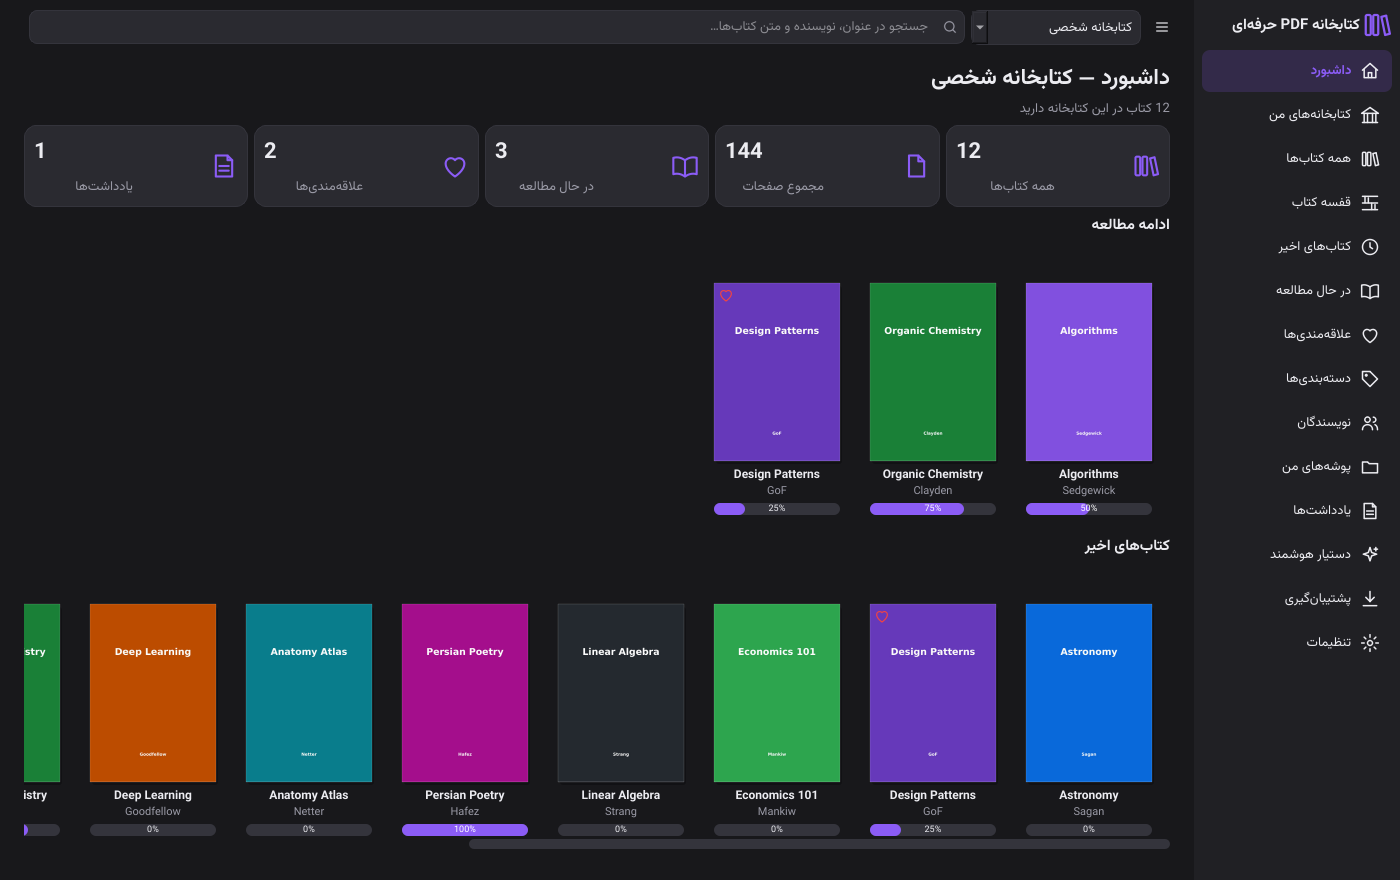 کتابخانه PDF حرفه‌ای
داشبورد
کتابخانه‌های من
همه کتاب‌ها
قفسه کتاب
کتاب‌های اخیر
در حال مطالعه
علاقه‌مندی‌ها
دسته‌بندی‌ها
نویسندگان
پوشه‌های من
یادداشت‌ها
دستیار هوشمند
پشتیبان‌گیری
تنظیمات
کتابخانه شخصی
جستجو در عنوان، نویسنده و متن کتاب‌ها...
داشبورد — کتابخانه شخصی
12 کتاب در این کتابخانه دارید
12
همه کتاب‌ها
144
مجموع صفحات
3
در حال مطالعه
2
علاقه‌مندی‌ها
1
یادداشت‌ها
ادامه مطالعه
Algorithms
Sedgewick
Algorithms
Sedgewick
50%
Organic Chemistry
Clayden
Organic Chemistry
Clayden
75%
Design Patterns
GoF
Design Patterns
GoF
25%
کتاب‌های اخیر
Astronomy
Sagan
Astronomy
Sagan
0%
Design Patterns
GoF
Design Patterns
GoF
25%
Economics 101
Mankiw
Economics 101
Mankiw
0%
Linear Algebra
Strang
Linear Algebra
Strang
0%
Persian Poetry
Hafez
Persian Poetry
Hafez
100%
Anatomy Atlas
Netter
Anatomy Atlas
Netter
0%
Deep Learning
Goodfellow
Deep Learning
Goodfellow
0%
stry
istry